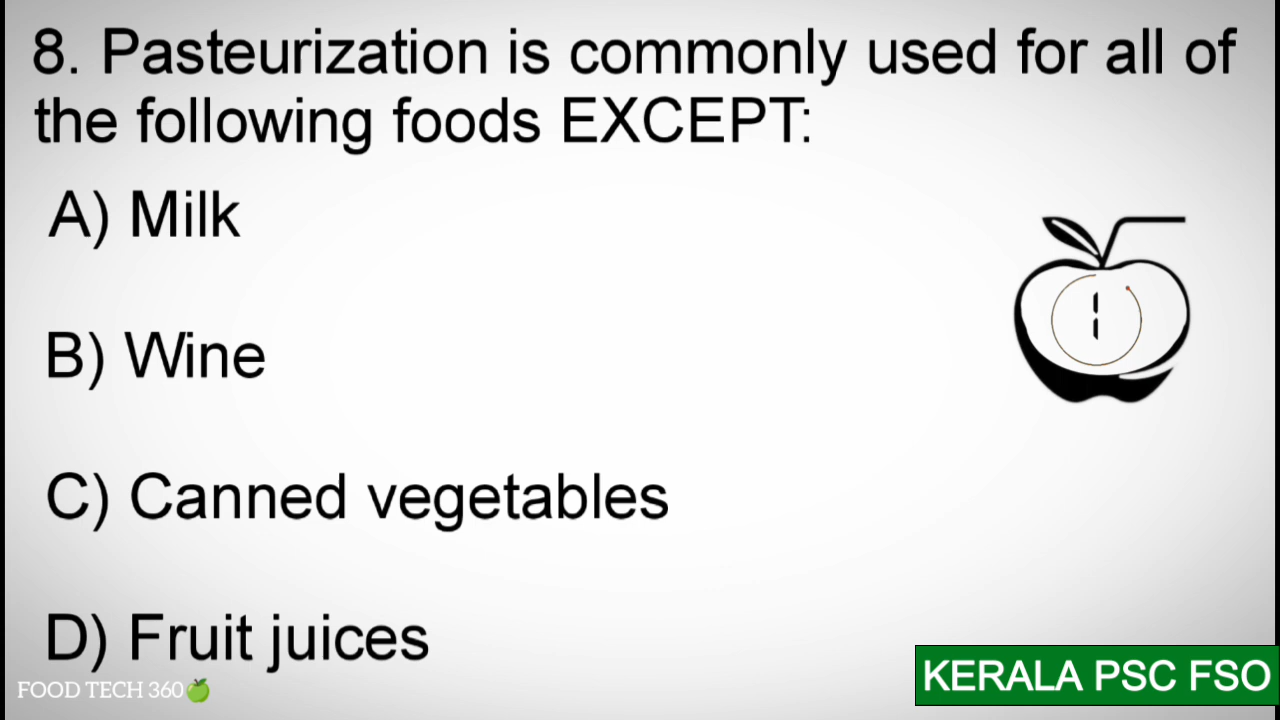 8. Pasteurization is commonly used for all of
the following foods EXCEPT:
A) Milk
B) Wine
1
C) Canned vegetables
D) Fruit juices
FOOD TECH 360
KERALA PSC FSO